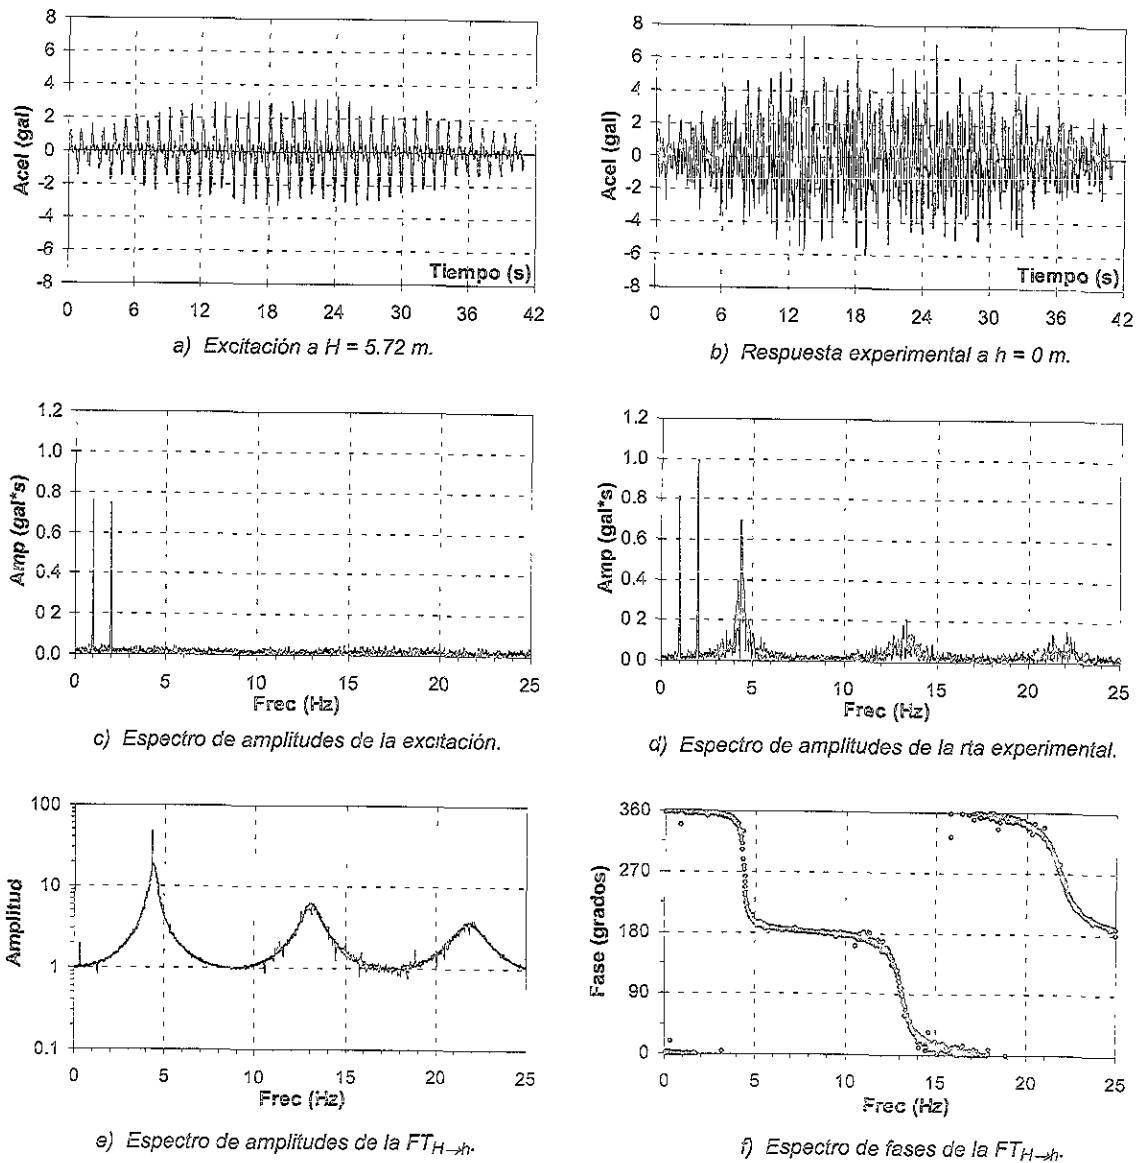 8
6
4
2
0
-2
-4
-6
-8
Acel (gal)
Tiempo (s)
0 6 12 18 24 30 36 42
a) Excitación a H = 5.72 m.
8
6
4
2
0
-2
-4
-6
-8
Acel (gal)
Tiempo (s)
0 6 12 18 24 30 36 42
b) Respuesta experimental a h = 0 m.
1.2
1.0
0.8
0.6
0.4
0.2
0.0
Amp (gal*s)
0 5 10 15 20 25
Frec (Hz)
c) Espectro de amplitudes de la excitación.
1.2
1.0
0.8
0.6
0.4
0.2
0.0
Amp (gal*s)
0 5 10 15 20 25
Frec (Hz)
d) Espectro de amplitudes de la rta experimental.
100
10
1
0.1
Amplitud
0 5 10 15 20 25
Frec (Hz)
e) Espectro de amplitudes de la FT_H→h.
360
270
180
90
0
Fase (grados)
0 5 10 15 20 25
Frec (Hz)
f) Espectro de fases de la FT_H→h.